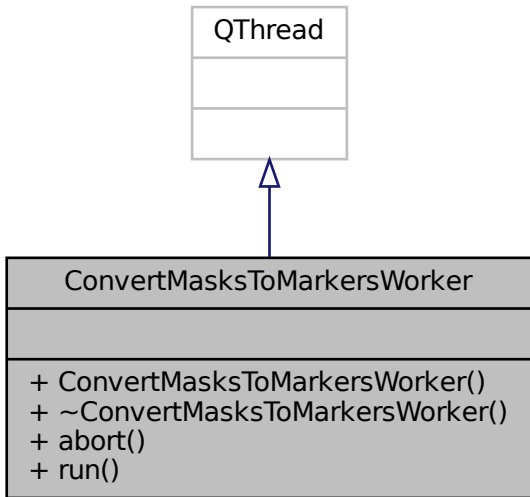 QThread
ConvertMasksToMarkersWorker
+ ConvertMasksToMarkersWorker()
+ ~ConvertMasksToMarkersWorker()
+ abort()
+ run()